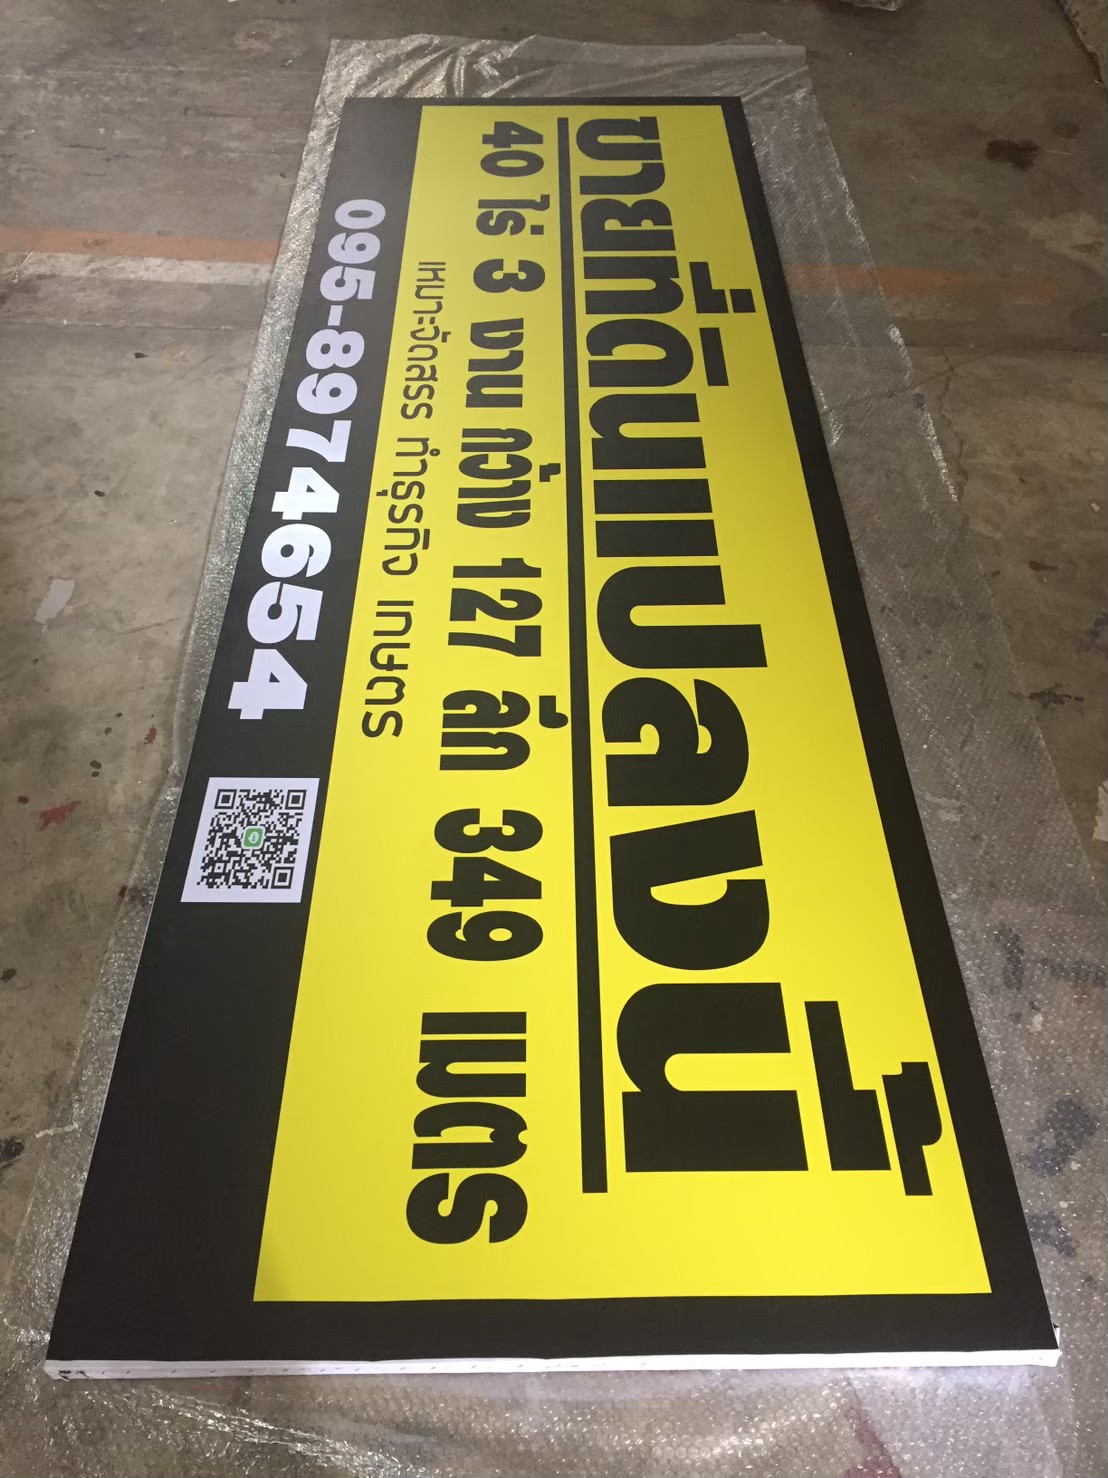 ขายที่ดินแปลงนี้
40 ไร่ 3 งาน กว้าง 127 ลึก 349 เมตร
เหมาะจัดสรร ทำธุรกิจ เกษตร
095-8974654